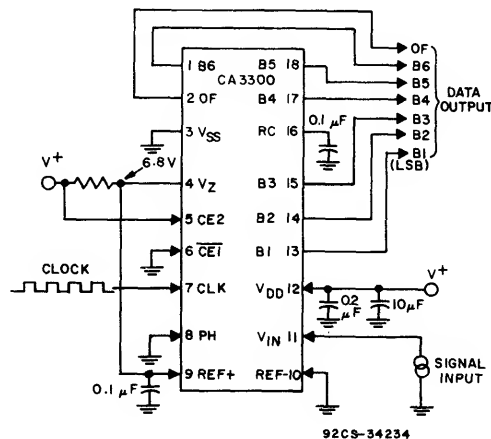 OF
B6
B5
B4
B3
B2
B1
(LSB)
DATA
OUTPUT
CA3300
1 B6
2 OF
3 VSS
4 VZ
5 CE2
6 CE1
7 CLK
8 PH
9 REF+
B5 18
B4 17
RC 16
B3 15
B2 14
B1 13
VDD 12
VIN 11
REF- 10
V+
6.8V
CLOCK
0.1 μF
0.1 μF
0.2
μF
10μF
V+
SIGNAL
INPUT
92CS-34234